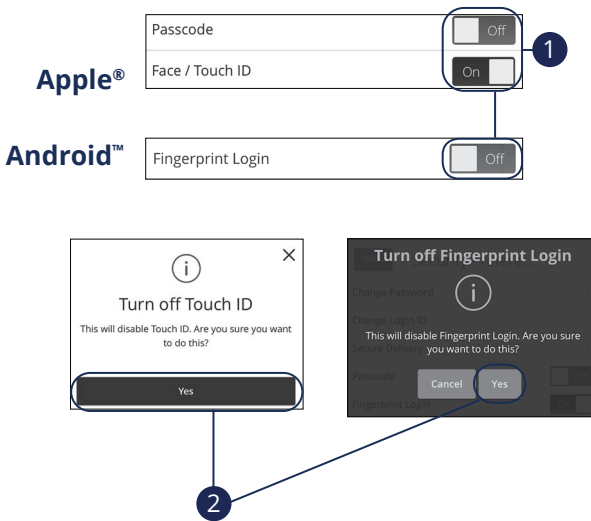 Passcode
Off
1
Apple®
Face / Touch ID
On
Android™
Fingerprint Login
Off
Turn off Touch ID
This will disable Touch ID. Are you sure you want
to do this?
Yes
Turn off Fingerprint Login
Change Password
Change Login ID
This will disable Fingerprint Login. Are you sure
Secure Delivery
you want to do this?
Passcode
Cancel
Yes
Fingerprint Login
On
2